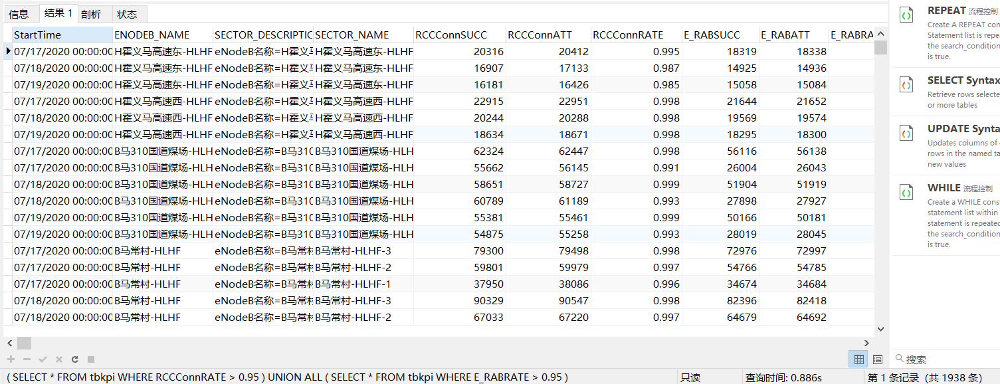 信息 结果 1 剖析 状态
StartTime ENODEB_NAME SECTOR_DESCRIPTIC SECTOR_NAME RCCConnSUCC RCCConnATT RCCConnRATE E_RABSUCC E_RABATT E_RABRA
07/17/2020 00:00:00 H霍义马高速东-HLHF eNodeB名称=H霍义马 H霍义马高速东-HLHF 20316 20412 0.995 18319 18338
07/18/2020 00:00:00 H霍义马高速东-HLHF eNodeB名称=H霍义马 H霍义马高速东-HLHF 16907 17133 0.987 14925 14936
07/19/2020 00:00:00 H霍义马高速东-HLHF eNodeB名称=H霍义马 H霍义马高速东-HLHF 16181 16426 0.985 15058 15084
07/17/2020 00:00:00 H霍义马高速西-HLHF eNodeB名称=H霍义马 H霍义马高速西-HLHF 22915 22951 0.998 21644 21652
07/18/2020 00:00:00 H霍义马高速西-HLHF eNodeB名称=H霍义马 H霍义马高速西-HLHF 20244 20288 0.998 19569 19574
07/19/2020 00:00:00 H霍义马高速西-HLHF eNodeB名称=H霍义马 H霍义马高速西-HLHF 18634 18671 0.998 18295 18300
07/17/2020 00:00:00 B马310国道煤场-HLH eNodeB名称=B马310 B马310国道煤场-HLH 62324 62447 0.998 56116 56138
07/17/2020 00:00:00 B马310国道煤场-HLH eNodeB名称=B马310 B马310国道煤场-HLH 55662 56145 0.991 26004 26043
07/18/2020 00:00:00 B马310国道煤场-HLH eNodeB名称=B马310 B马310国道煤场-HLH 58651 58727 0.999 51904 51919
07/18/2020 00:00:00 B马310国道煤场-HLH eNodeB名称=B马310 B马310国道煤场-HLH 60789 61189 0.993 27898 27927
07/19/2020 00:00:00 B马310国道煤场-HLH eNodeB名称=B马310 B马310国道煤场-HLH 55381 55461 0.999 50166 50181
07/19/2020 00:00:00 B马310国道煤场-HLH eNodeB名称=B马310 B马310国道煤场-HLH 54875 55258 0.993 28019 28045
07/17/2020 00:00:00 B马常村-HLHF eNodeB名称=B马常村 B马常村-HLHF-3 79300 79498 0.998 72976 72997
07/17/2020 00:00:00 B马常村-HLHF eNodeB名称=B马常村 B马常村-HLHF-2 59801 59979 0.997 54766 54785
07/17/2020 00:00:00 B马常村-HLHF eNodeB名称=B马常村 B马常村-HLHF-1 37950 38086 0.996 34674 34684
07/18/2020 00:00:00 B马常村-HLHF eNodeB名称=B马常村 B马常村-HLHF-3 90329 90547 0.998 82396 82418
07/18/2020 00:00:00 B马常村-HLHF eNodeB名称=B马常村 B马常村-HLHF-2 67033 67220 0.997 64679 64692
( SELECT * FROM tbkpi WHERE RCCConnRATE > 0.95 ) UNION ALL ( SELECT * FROM tbkpi WHERE E_RABRATE > 0.95 ) 只读 查询时间: 0.886s 第 1 条记录 (共 1938 条)
REPEAT 流程控制
Create A REPEAT con
Statement list is repea
the search_condition
is true.
SELECT Syntax
Retrieve rows selecte
or more tables
UPDATE Synta
Updates columns of
rows in the named ta
new values
WHILE 流程控制
Create a WHILE cons
statement list within
statement is repeated
the search_condition
is true.
搜索